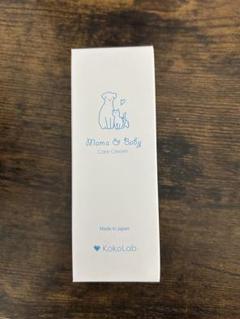 Mama & Baby
Care Cream
Made in Japan
KokoLab.